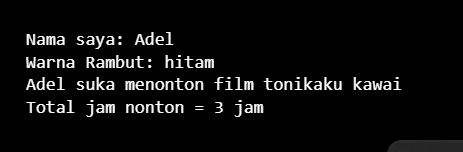 Nama saya: Adel
Warna Rambut: hitam
Adel suka menonton film tonikaku kawai
Total jam nonton = 3 jam